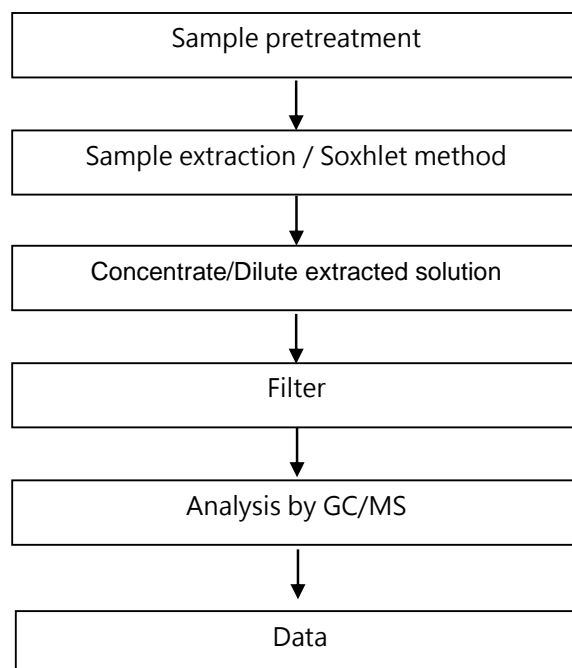 Sample pretreatment
Sample extraction / Soxhlet method
Concentrate/Dilute extracted solution
Filter
Analysis by GC/MS
Data